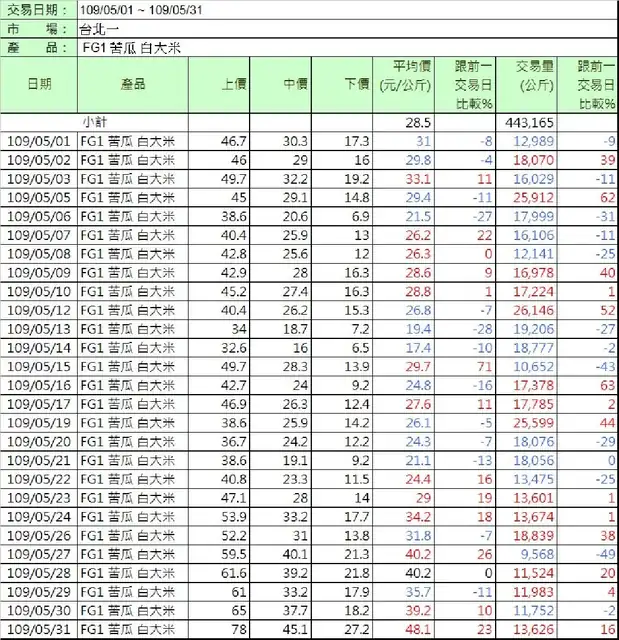 交易日期： 109/05/01 ~ 109/05/31
市　場： 台北一
產　品： FG1 苦瓜 白大米
日期 產品 上價 中價 下價 平均價(元/公斤) 跟前一交易日比較% 交易量(公斤) 跟前一交易日比較%
小計 28.5 443,165
109/05/01 FG1 苦瓜 白大米 46.7 30.3 17.3 31 -8 12,989 -9
109/05/02 FG1 苦瓜 白大米 46 29 16 29.8 -4 18,070 39
109/05/03 FG1 苦瓜 白大米 49.7 32.2 19.2 33.1 11 16,029 -11
109/05/05 FG1 苦瓜 白大米 45 29.1 14.8 29.4 -11 25,912 62
109/05/06 FG1 苦瓜 白大米 38.6 20.6 6.9 21.5 -27 17,999 -31
109/05/07 FG1 苦瓜 白大米 40.4 25.9 13 26.2 22 16,106 -11
109/05/08 FG1 苦瓜 白大米 42.8 25.6 12 26.3 0 12,141 -25
109/05/09 FG1 苦瓜 白大米 42.9 28 16.3 28.6 9 16,978 40
109/05/10 FG1 苦瓜 白大米 45.2 27.4 16.3 28.8 1 17,224 1
109/05/12 FG1 苦瓜 白大米 40.4 26.2 15.3 26.8 -7 26,146 52
109/05/13 FG1 苦瓜 白大米 34 18.7 7.2 19.4 -28 19,206 -27
109/05/14 FG1 苦瓜 白大米 32.6 16 6.5 17.4 -10 18,777 -2
109/05/15 FG1 苦瓜 白大米 49.7 28.3 13.9 29.7 71 10,652 -43
109/05/16 FG1 苦瓜 白大米 42.7 24 9.2 24.8 -16 17,378 63
109/05/17 FG1 苦瓜 白大米 46.9 26.3 12.4 27.6 11 17,785 2
109/05/19 FG1 苦瓜 白大米 38.6 25.9 14.2 26.1 -5 25,599 44
109/05/20 FG1 苦瓜 白大米 36.7 24.2 12.2 24.3 -7 18,076 -29
109/05/21 FG1 苦瓜 白大米 38.6 19.1 9.2 21.1 -13 18,056 0
109/05/22 FG1 苦瓜 白大米 40.8 23.3 11.5 24.4 16 13,475 -25
109/05/23 FG1 苦瓜 白大米 47.1 28 14 29 19 13,601 1
109/05/24 FG1 苦瓜 白大米 53.9 33.2 17.7 34.2 18 13,674 1
109/05/26 FG1 苦瓜 白大米 52.2 31 13.8 31.8 -7 18,839 38
109/05/27 FG1 苦瓜 白大米 59.5 40.1 21.3 40.2 26 9,568 -49
109/05/28 FG1 苦瓜 白大米 61.6 39.2 21.8 40.2 0 11,524 20
109/05/29 FG1 苦瓜 白大米 61 33.2 17.9 35.7 -11 11,983 4
109/05/30 FG1 苦瓜 白大米 65 37.7 18.2 39.2 10 11,752 -2
109/05/31 FG1 苦瓜 白大米 78 45.1 27.2 48.1 23 13,626 16